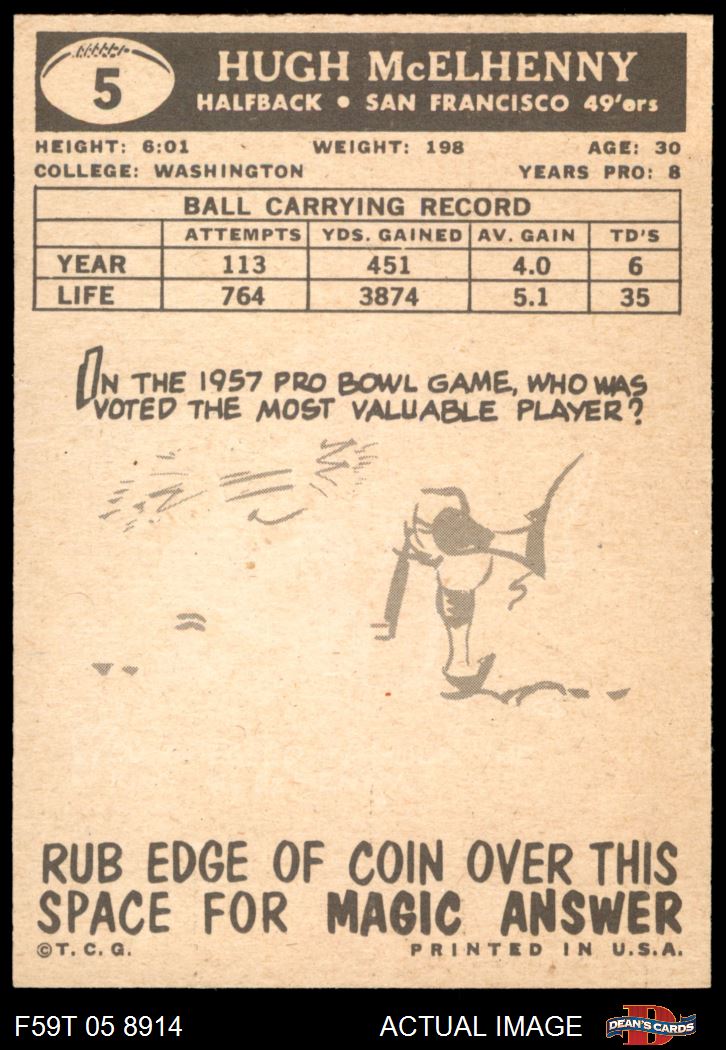 5
HUGH McELHENNY
HALFBACK • SAN FRANCISCO 49'ers
HEIGHT: 6:01 WEIGHT: 198 AGE: 30
COLLEGE: WASHINGTON YEARS PRO: 8
BALL CARRYING RECORD
ATTEMPTS YDS. GAINED AV. GAIN TD'S
YEAR 113 451 4.0 6
LIFE 764 3874 5.1 35
IN THE 1957 PRO BOWL GAME, WHO WAS
VOTED THE MOST VALUABLE PLAYER?
RUB EDGE OF COIN OVER THIS
SPACE FOR MAGIC ANSWER
© T. C. G. PRINTED IN U.S.A.
F59T 05 8914 ACTUAL IMAGE D DEAN'S CARDS